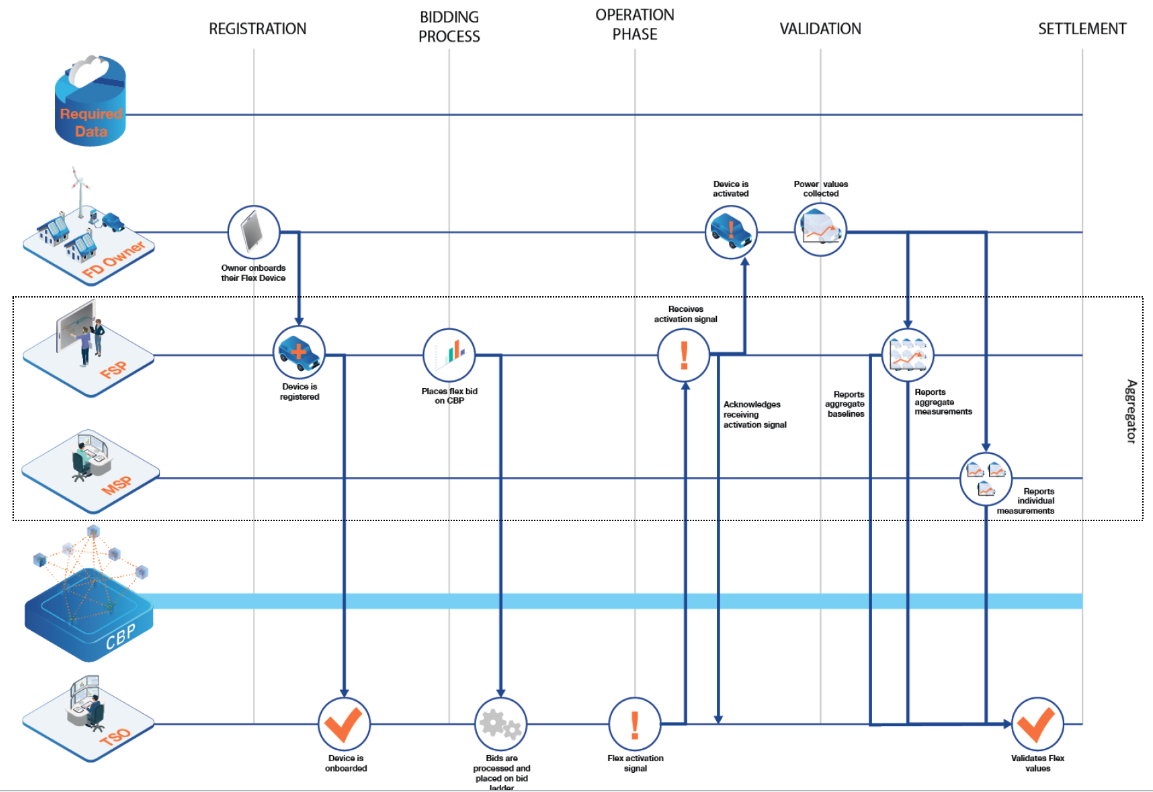 REGISTRATION
BIDDING
PROCESS
OPERATION
PHASE
VALIDATION
SETTLEMENT
Required
Data
FD Owner
Owner onboards
their Flex Device
Device is
activated
Power values
collected
FSP
Device is
registered
Places flex bid
on CBP
Receives
activation signal
Acknowledges
receiving
activation signal
Reports
aggregate
baselines
Reports
aggregate
measurements
Aggregator
MSP
Reports
individual
measurements
CBP
TSO
Device is
onboarded
Bids are
processed and
placed on bid
ladder
Flex activation
signal
Validates Flex
values